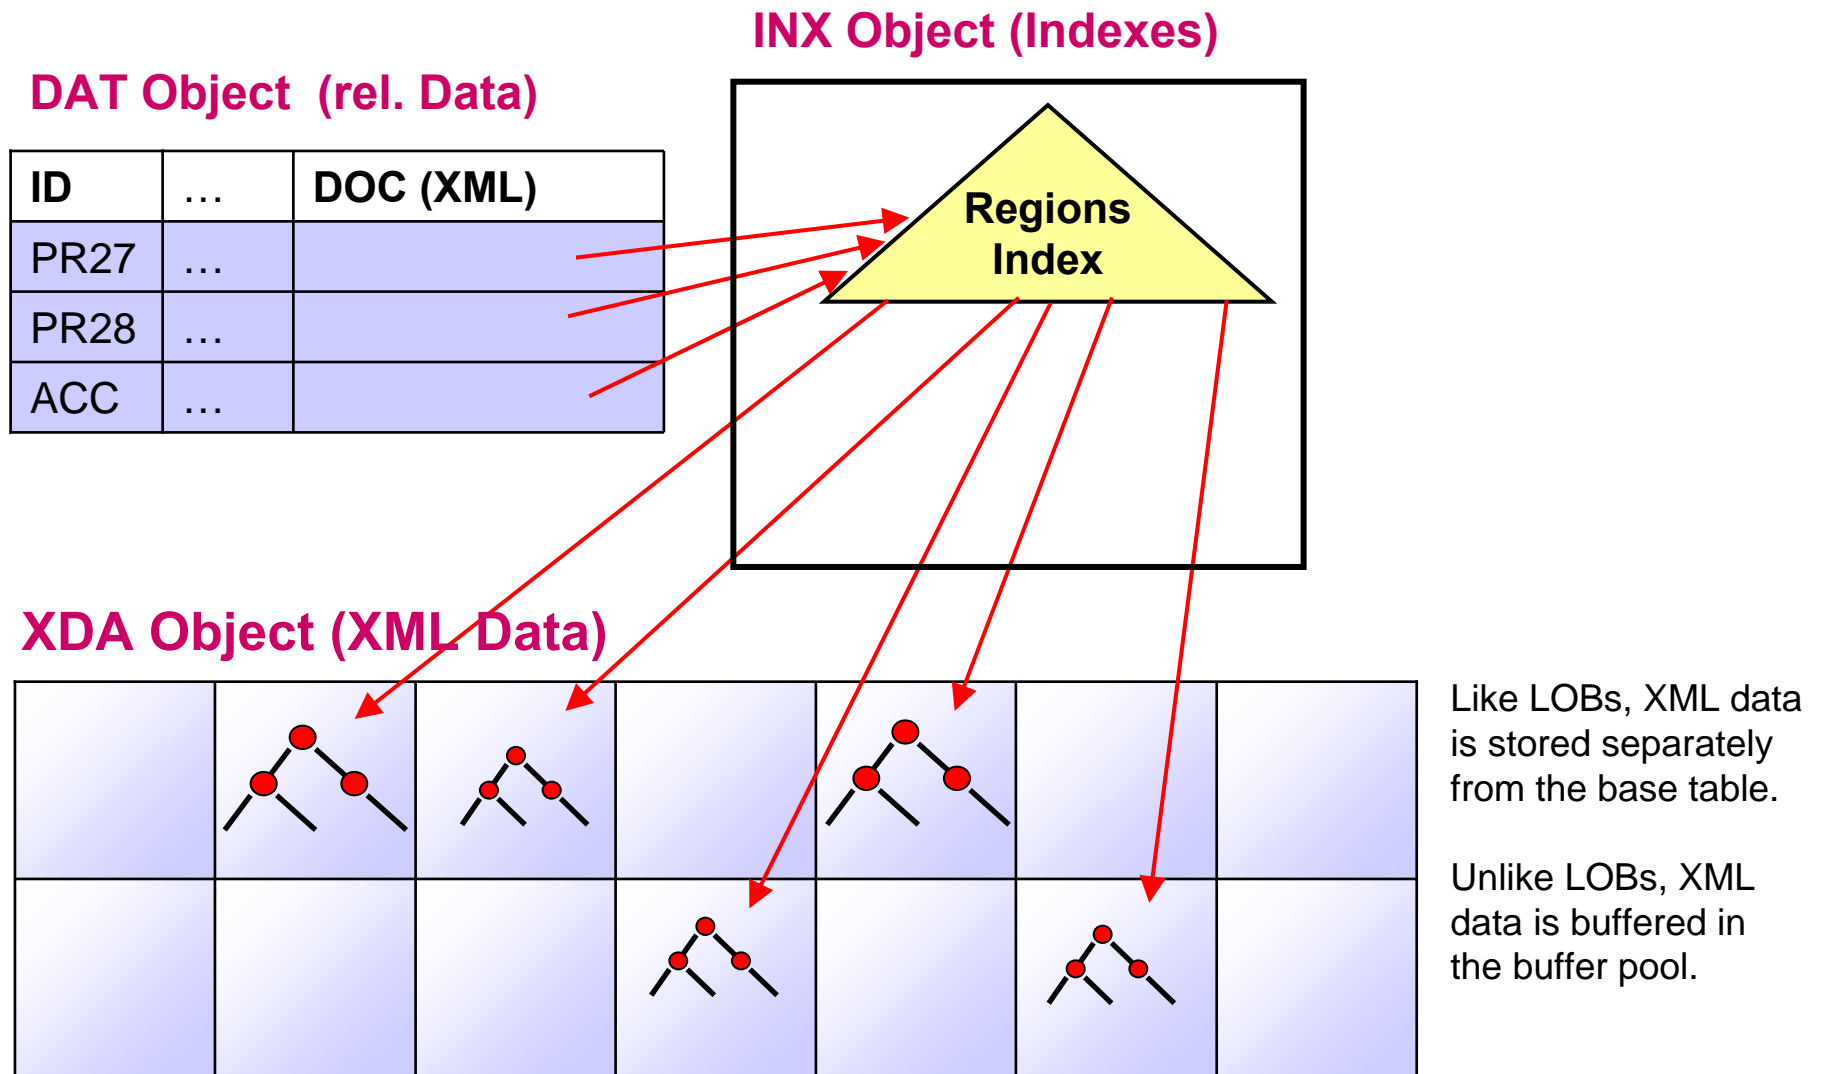 INX Object (Indexes)
DAT Object (rel. Data)
ID … DOC (XML)
PR27 …
PR28 …
ACC …
Regions
Index
XDA Object (XML Data)
Like LOBs, XML data
is stored separately
from the base table.
Unlike LOBs, XML
data is buffered in
the buffer pool.